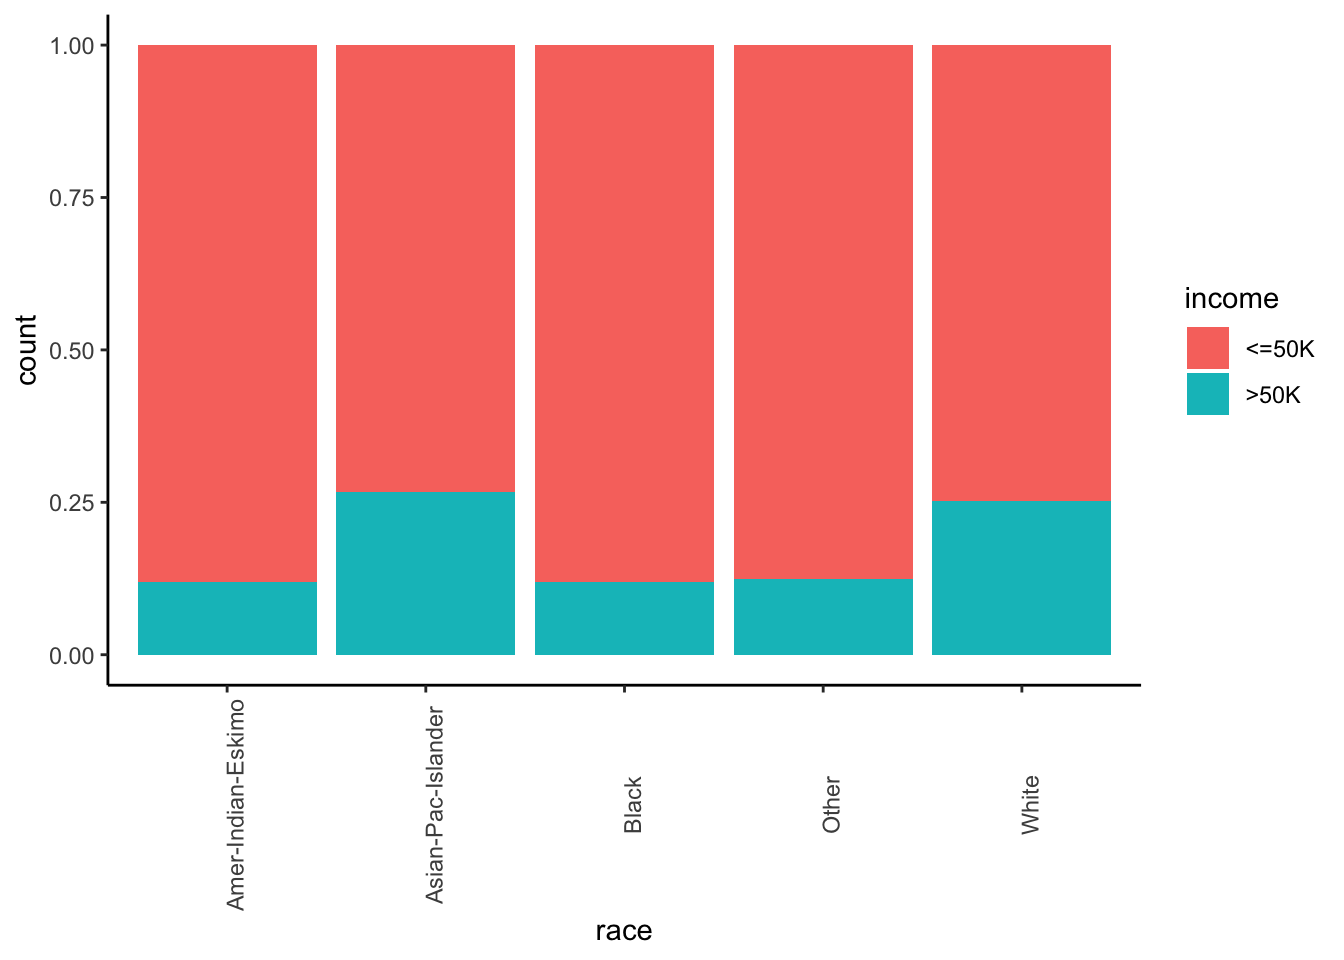 1.00
0.75
0.50
0.25
0.00
count
Amer-Indian-Eskimo
Asian-Pac-Islander
Black
Other
White
race
income
<=50K
>50K